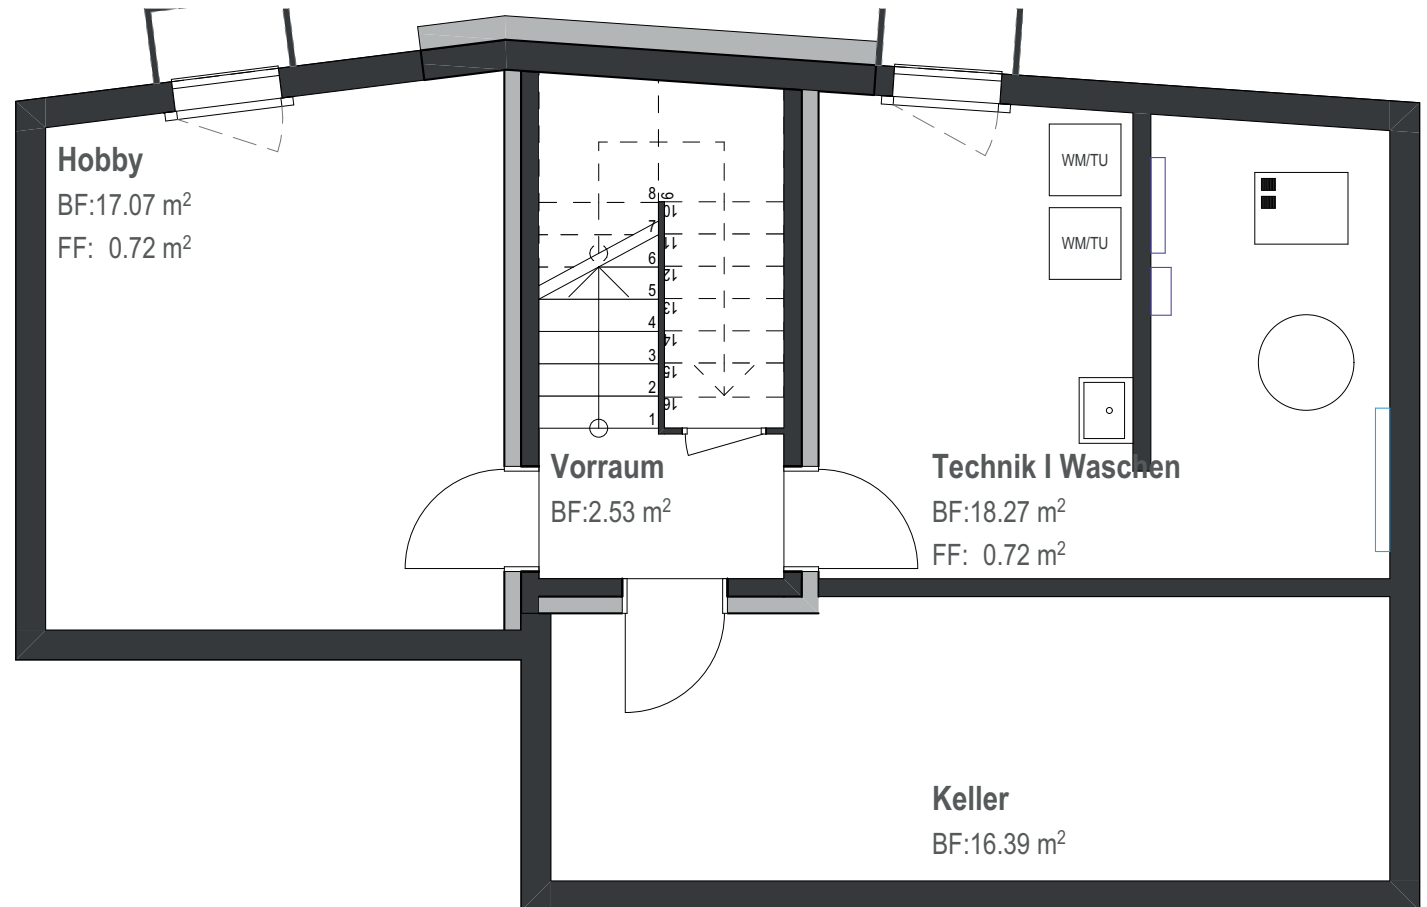 Hobby
BF:17.07 m²
FF: 0.72 m²
WM/TU
WM/TU
8
7
6
5
4
3
2
1
9
10
11
12
13
14
15
16
Vorraum
BF:2.53 m²
Technik I Waschen
BF:18.27 m²
FF: 0.72 m²
Keller
BF:16.39 m²